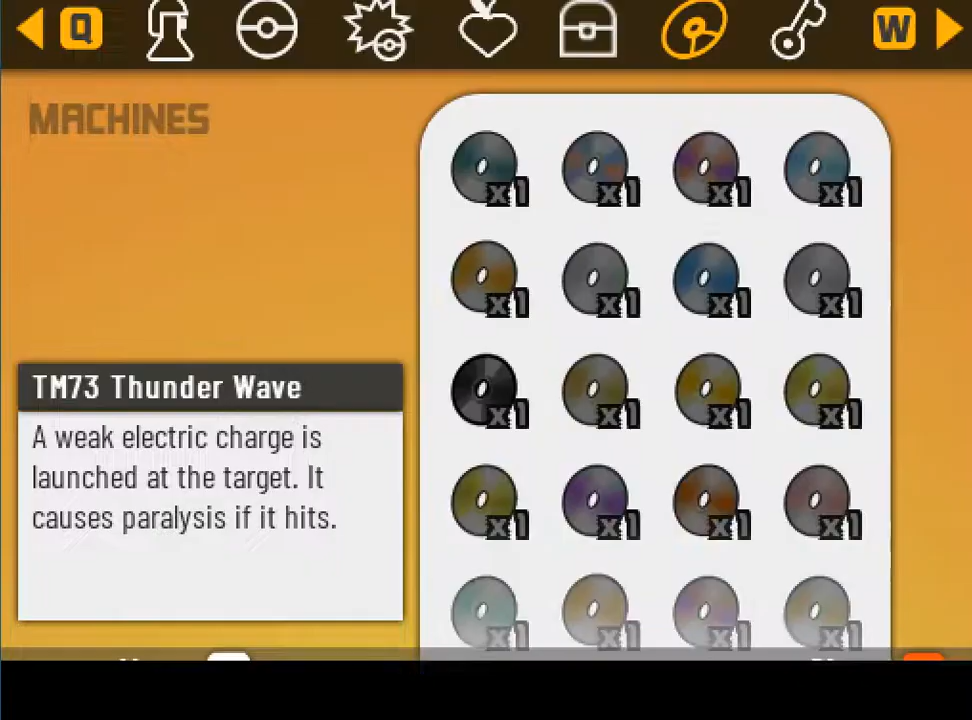 Q
W
MACHINES
x1 x1 x1 x1
x1 x1 x1 x1
TM73 Thunder Wave
A weak electric charge is
launched at the target. It
causes paralysis if it hits.
x1 x1 x1 x1
x1 x1 x1 x1
x1 x1 x1 x1